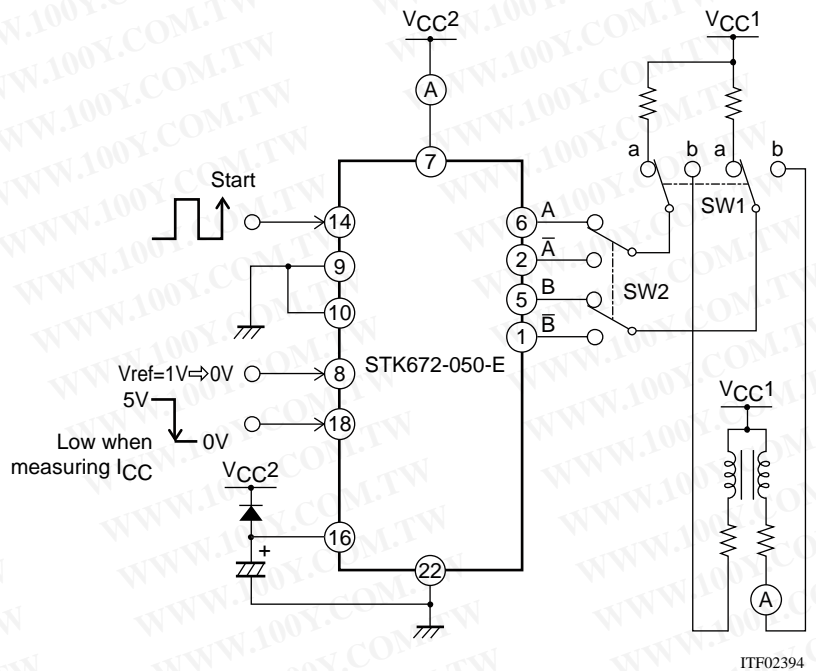 VCC2
VCC1
A
7
a
b
a
b
SW1
Start
14
6
A
9
2
A̅
SW2
10
5
B
1
B̅
STK672-050-E
Vref=1V⇨0V
8
5V
0V
18
Low when
measuring ICC
VCC1
VCC2
16
+
22
A
ITF02394
WWW.100Y.COM.TW